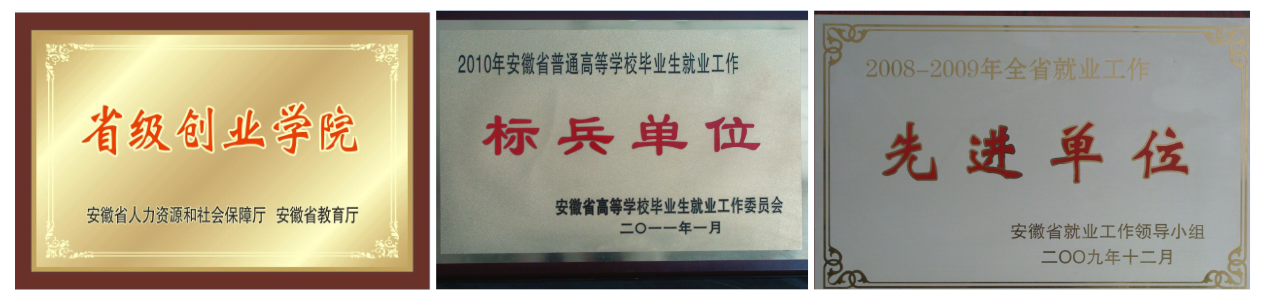 省级创业学院
安徽省人力资源和社会保障厅 安徽省教育厅
2010年安徽省普通高等学校毕业生就业工作
标兵单位
安徽省高等学校毕业生就业工作委员会
二〇一一年一月
2008-2009年全省就业工作
先进单位
安徽省就业工作领导小组
二〇〇九年十二月